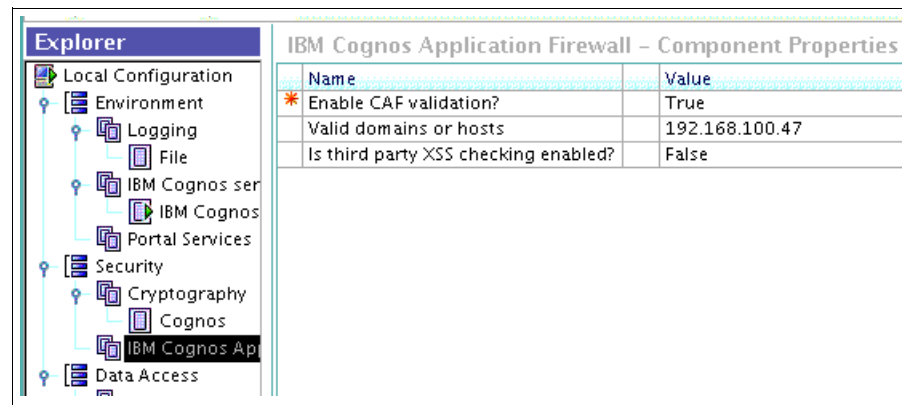 Explorer
IBM Cognos Application Firewall – Component Properties
Local Configuration
Environment
Logging
File
IBM Cognos ser
IBM Cognos
Portal Services
Security
Cryptography
Cognos
IBM Cognos App
Data Access
Name Value
* Enable CAF validation? True
Valid domains or hosts 192.168.100.47
Is third party XSS checking enabled? False